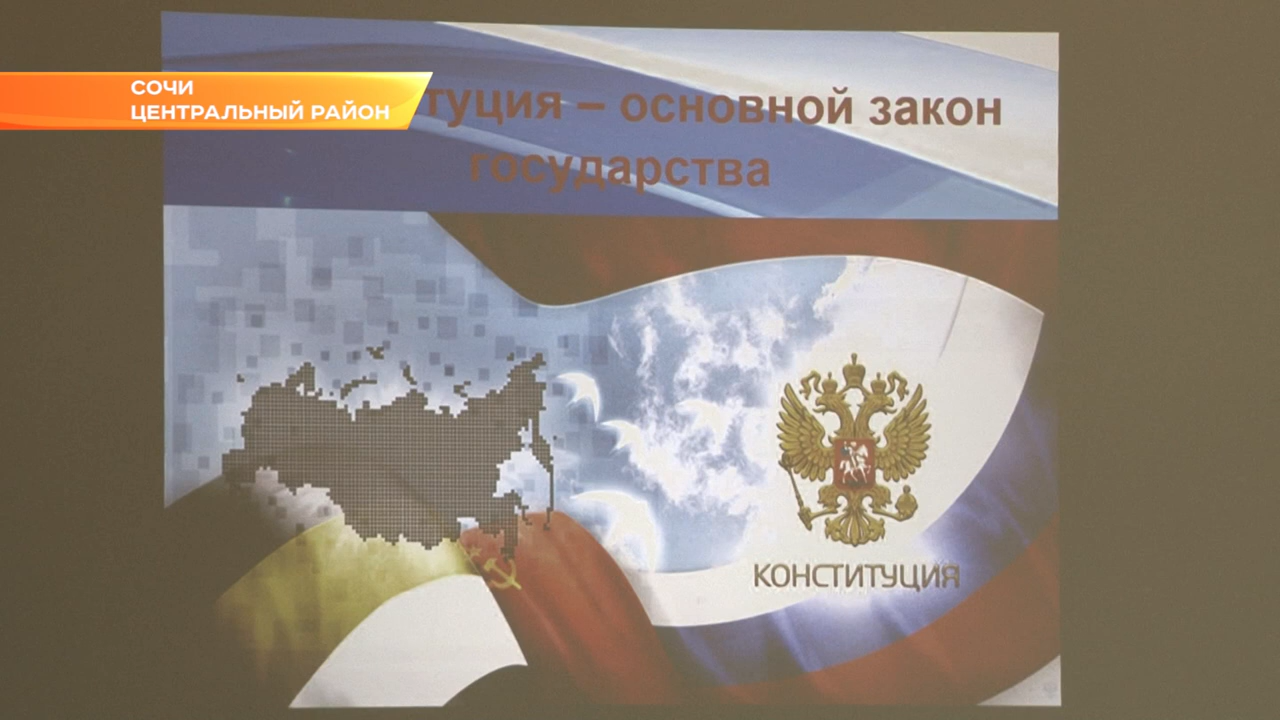 СОЧИ
ЦЕНТРАЛЬНЫЙ РАЙОН
туция – основной закон
государства
КОНСТИТУЦИЯ